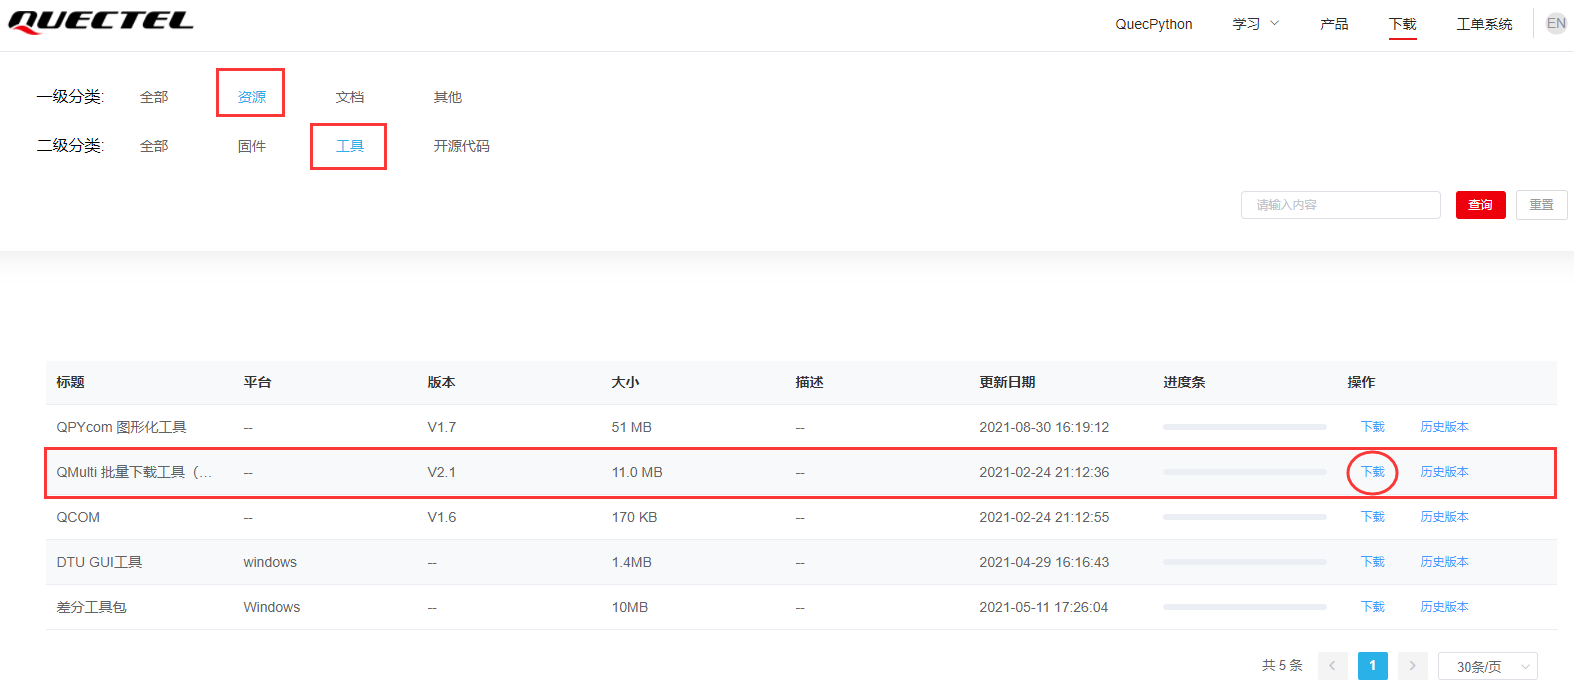 QUECTEL
QuecPython 学习 产品 下载 工单系统 EN
一级分类: 全部 资源 文档 其他
二级分类: 全部 固件 工具 开源代码
请输入内容 查询 重置
标题 平台 版本 大小 描述 更新日期 进度条 操作
QPYcom 图形化工具 -- V1.7 51 MB -- 2021-08-30 16:19:12 下载 历史版本
QMulti 批量下载工具（... -- V2.1 11.0 MB -- 2021-02-24 21:12:36 下载 历史版本
QCOM -- V1.6 170 KB -- 2021-02-24 21:12:55 下载 历史版本
DTU GUI工具 windows -- 1.4MB -- 2021-04-29 16:16:43 下载 历史版本
差分工具包 Windows -- 10MB -- 2021-05-11 17:26:04 下载 历史版本
共 5 条 1 30条/页